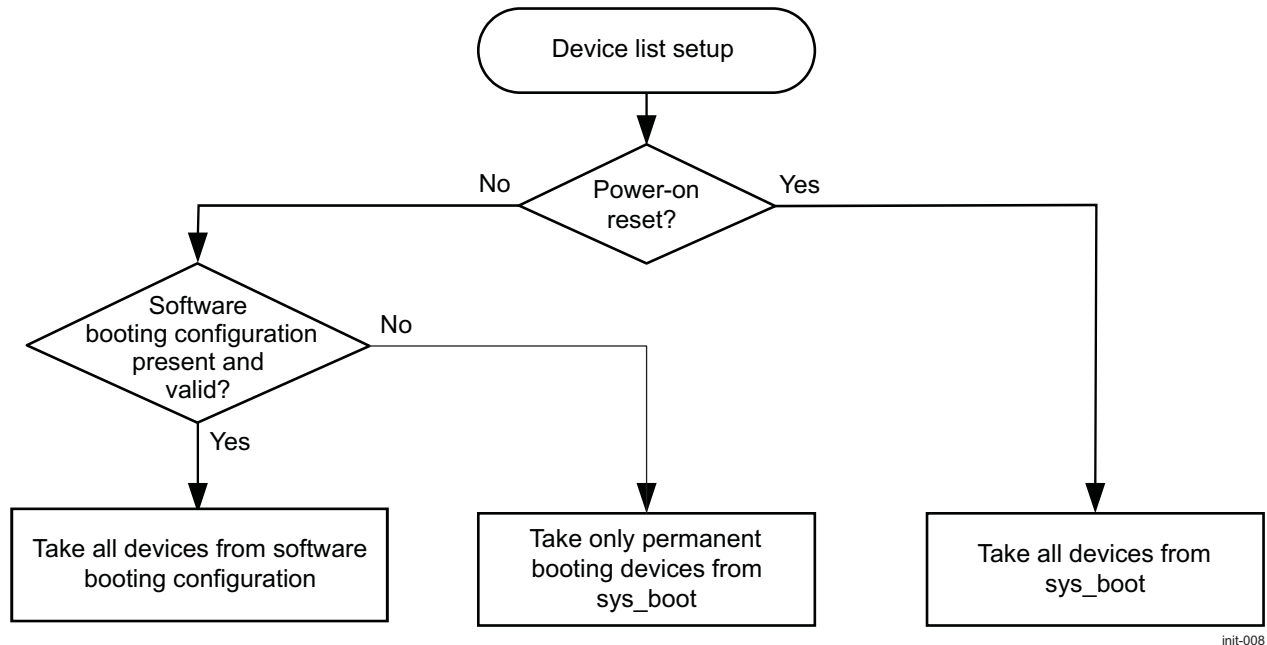 Device list setup
Power-on
reset?
No
Yes
Software
booting configuration
present and
valid?
No
Yes
Take all devices from software
booting configuration
Take only permanent
booting devices from
sys_boot
Take all devices from
sys_boot
init-008